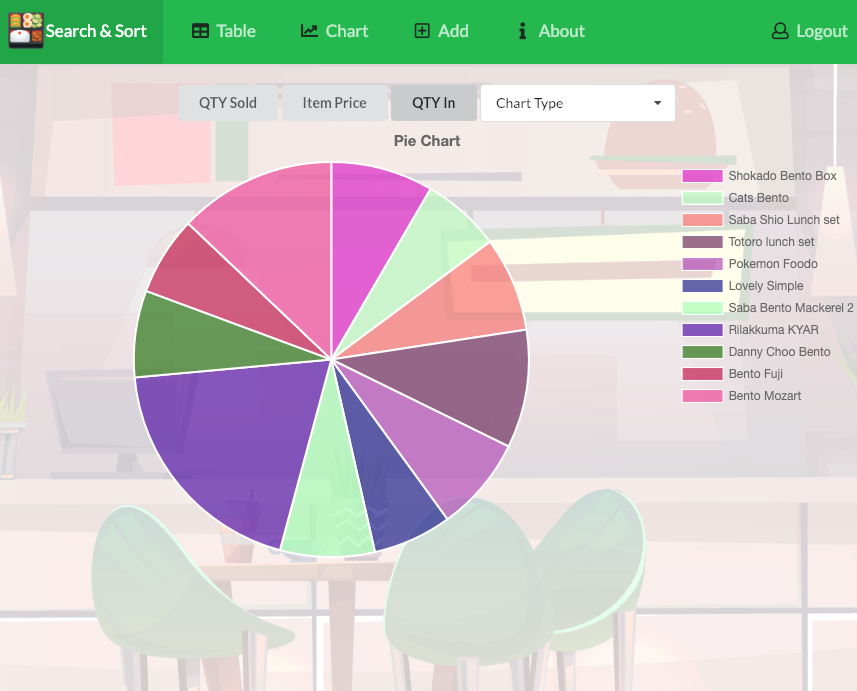 Search & Sort
Table
Chart
Add
About
Logout
QTY Sold
Item Price
QTY In
Chart Type
Pie Chart
Shokado Bento Box
Cats Bento
Saba Shio Lunch set
Totoro lunch set
Pokemon Foodo
Lovely Simple
Saba Bento Mackerel 2
Rilakkuma KYAR
Danny Choo Bento
Bento Fuji
Bento Mozart